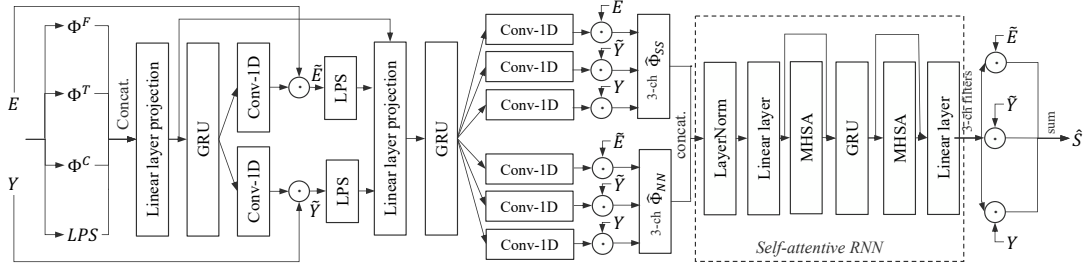 E
Y
Φ^F
Φ^T
Φ^C
LPS
Concat.
Linear layer projection
GRU
Conv-1D
Conv-1D
Ẽ
Ỹ
LPS
LPS
Linear layer projection
GRU
Conv-1D
Conv-1D
Conv-1D
Conv-1D
Conv-1D
Conv-1D
E
Ỹ
Y
Ẽ
Ỹ
Y
3-ch Φ̂_SS
3-ch Φ̂_NN
concat.
LayerNorm
Linear layer
MHSA
GRU
MHSA
Linear layer
Self-attentive RNN
3-ch filters
Ẽ
Ỹ
Y
sum
Ŝ